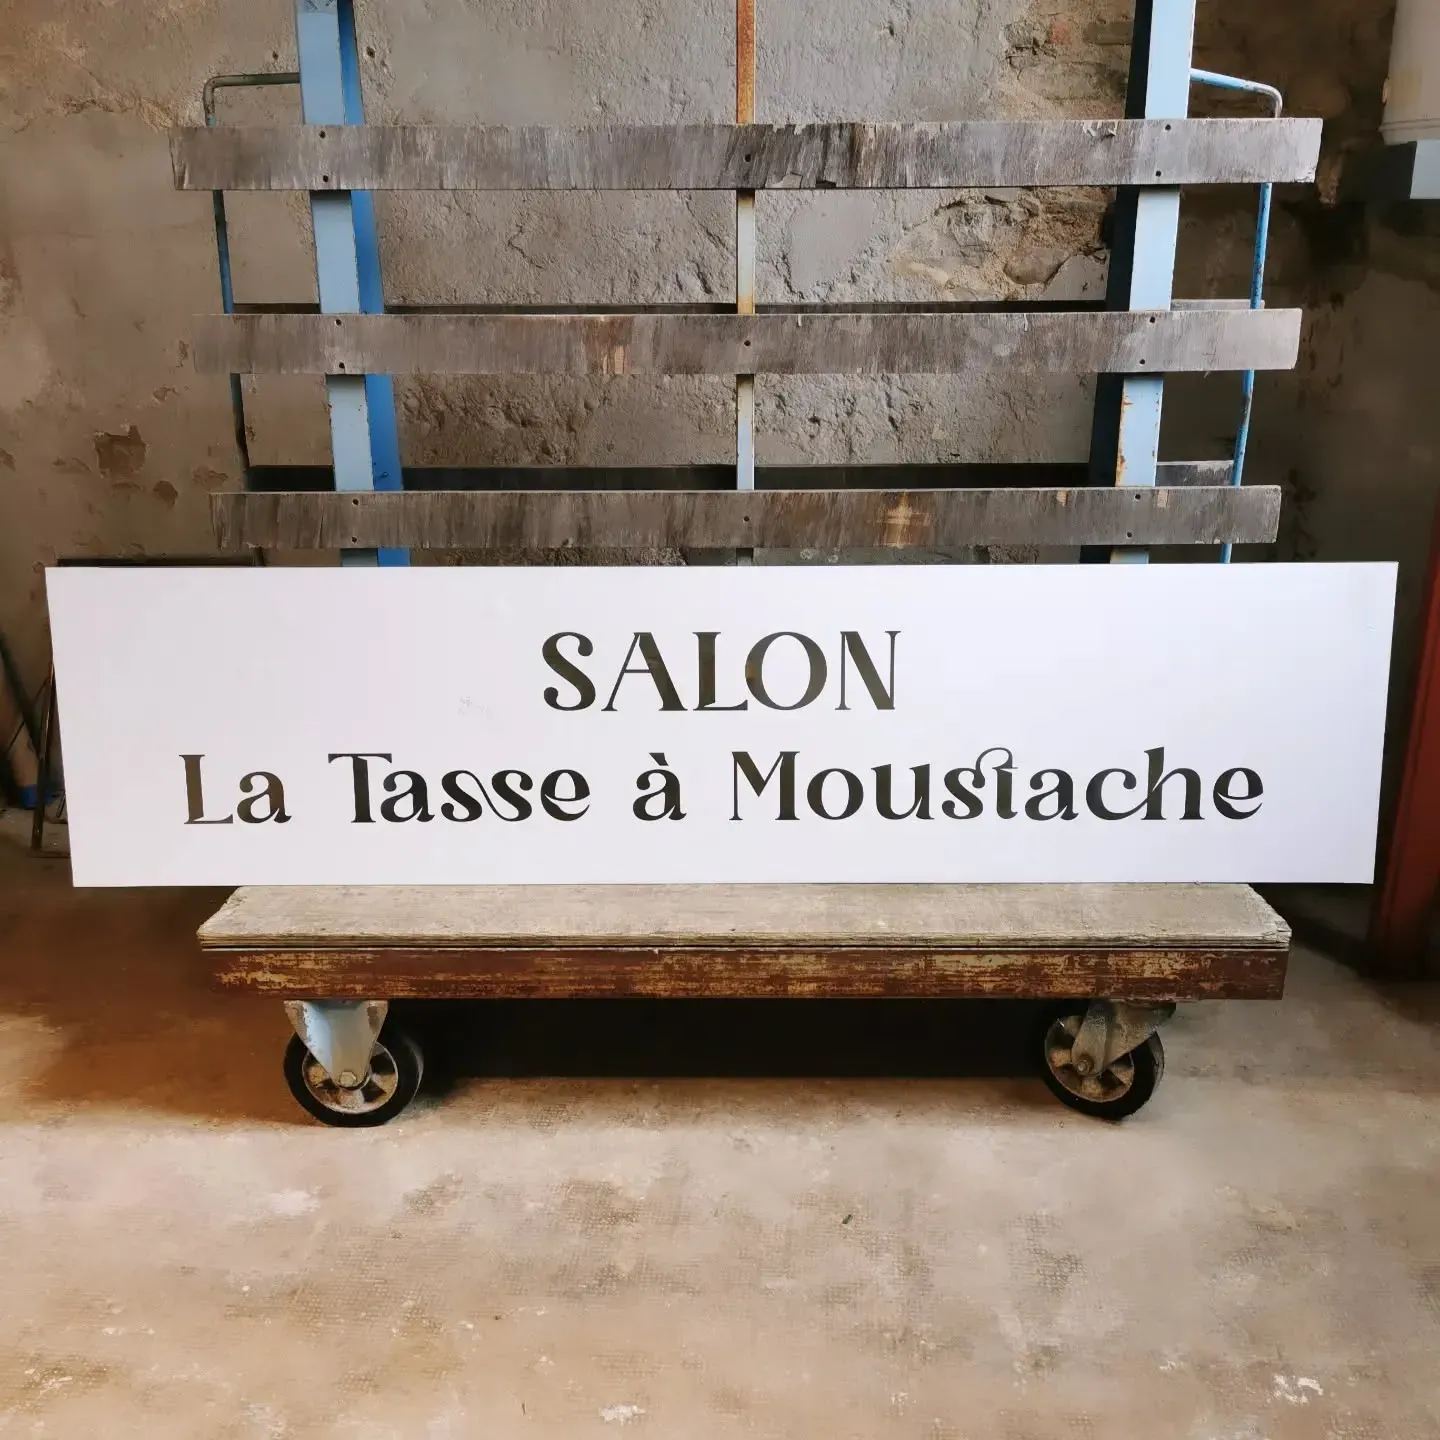 SALON
La Tasse à Moustache